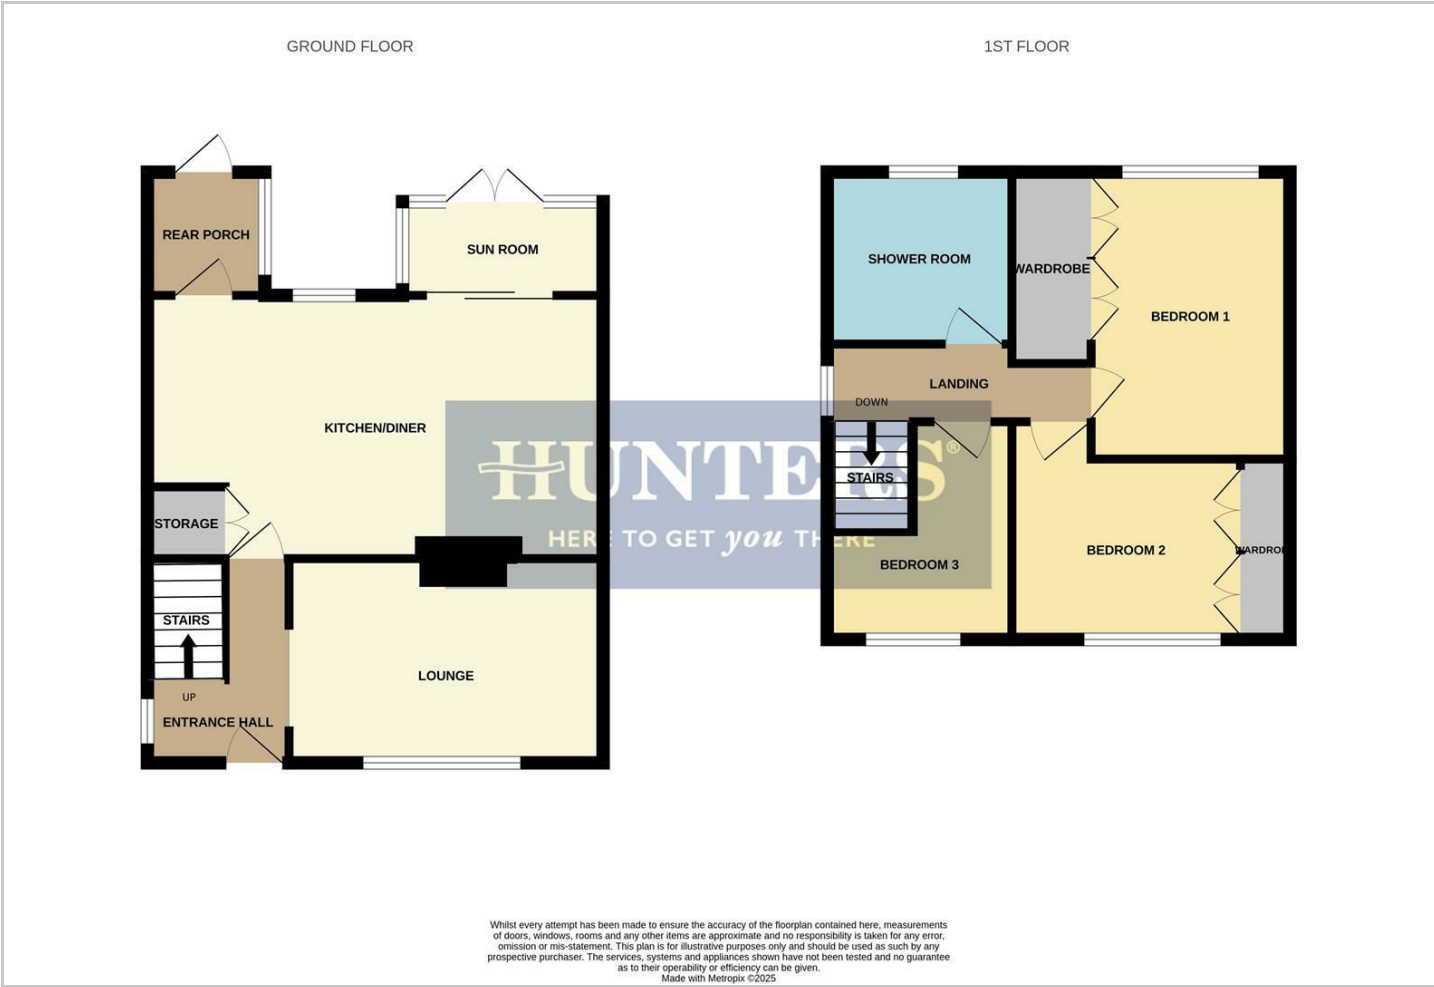 GROUND FLOOR
1ST FLOOR
REAR PORCH
SUN ROOM
KITCHEN/DINER
STORAGE
STAIRS
UP
ENTRANCE HALL
LOUNGE
SHOWER ROOM
WARDROBE
BEDROOM 1
LANDING
DOWN
STAIRS
BEDROOM 3
BEDROOM 2
WARDROBE
HUNTERS®
HERE TO GET you THERE
Whilst every attempt has been made to ensure the accuracy of the floorplan contained here, measurements
of doors, windows, rooms and any other items are approximate and no responsibility is taken for any error,
omission or mis-statement. This plan is for illustrative purposes only and should be used as such by any
prospective purchaser. The services, systems and appliances shown have not been tested and no guarantee
as to their operability or efficiency can be given.
Made with Metropix ©2025